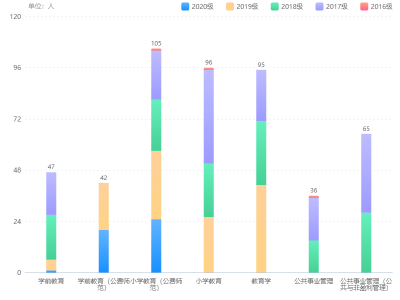 单位：人
2020级 2019级 2018级 2017级 2016级
120
96
72
48
24
0
47
42
105
96
95
36
65
学前教育
学前教育（公费师
范）
小学教育（公费师
范）
小学教育
教育学
公共事业管理
公共事业管理（公
共与非盈利管理）